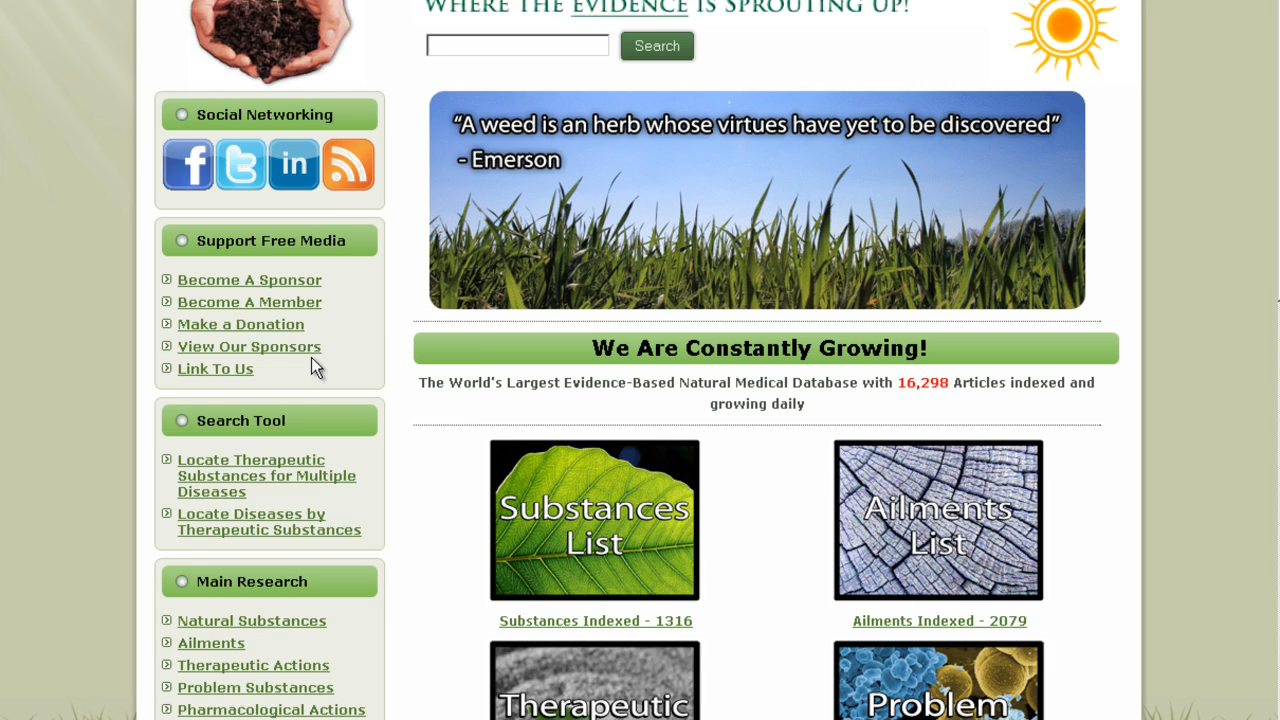 WHERE THE EVIDENCE IS SPROUTING UP!
Search
Social Networking
f t in
Support Free Media
Become A Sponsor
Become A Member
Make a Donation
View Our Sponsors
Link To Us
Search Tool
Locate Therapeutic
Substances for Multiple
Diseases
Locate Diseases by
Therapeutic Substances
Main Research
Natural Substances
Ailments
Therapeutic Actions
Problem Substances
Pharmacological Actions
“A weed is an herb whose virtues have yet to be discovered”
- Emerson
We Are Constantly Growing!
The World's Largest Evidence-Based Natural Medical Database with 16,298 Articles indexed and
growing daily
Substances
List
Ailments
List
Substances Indexed - 1316
Ailments Indexed - 2079
Therapeutic
Problem